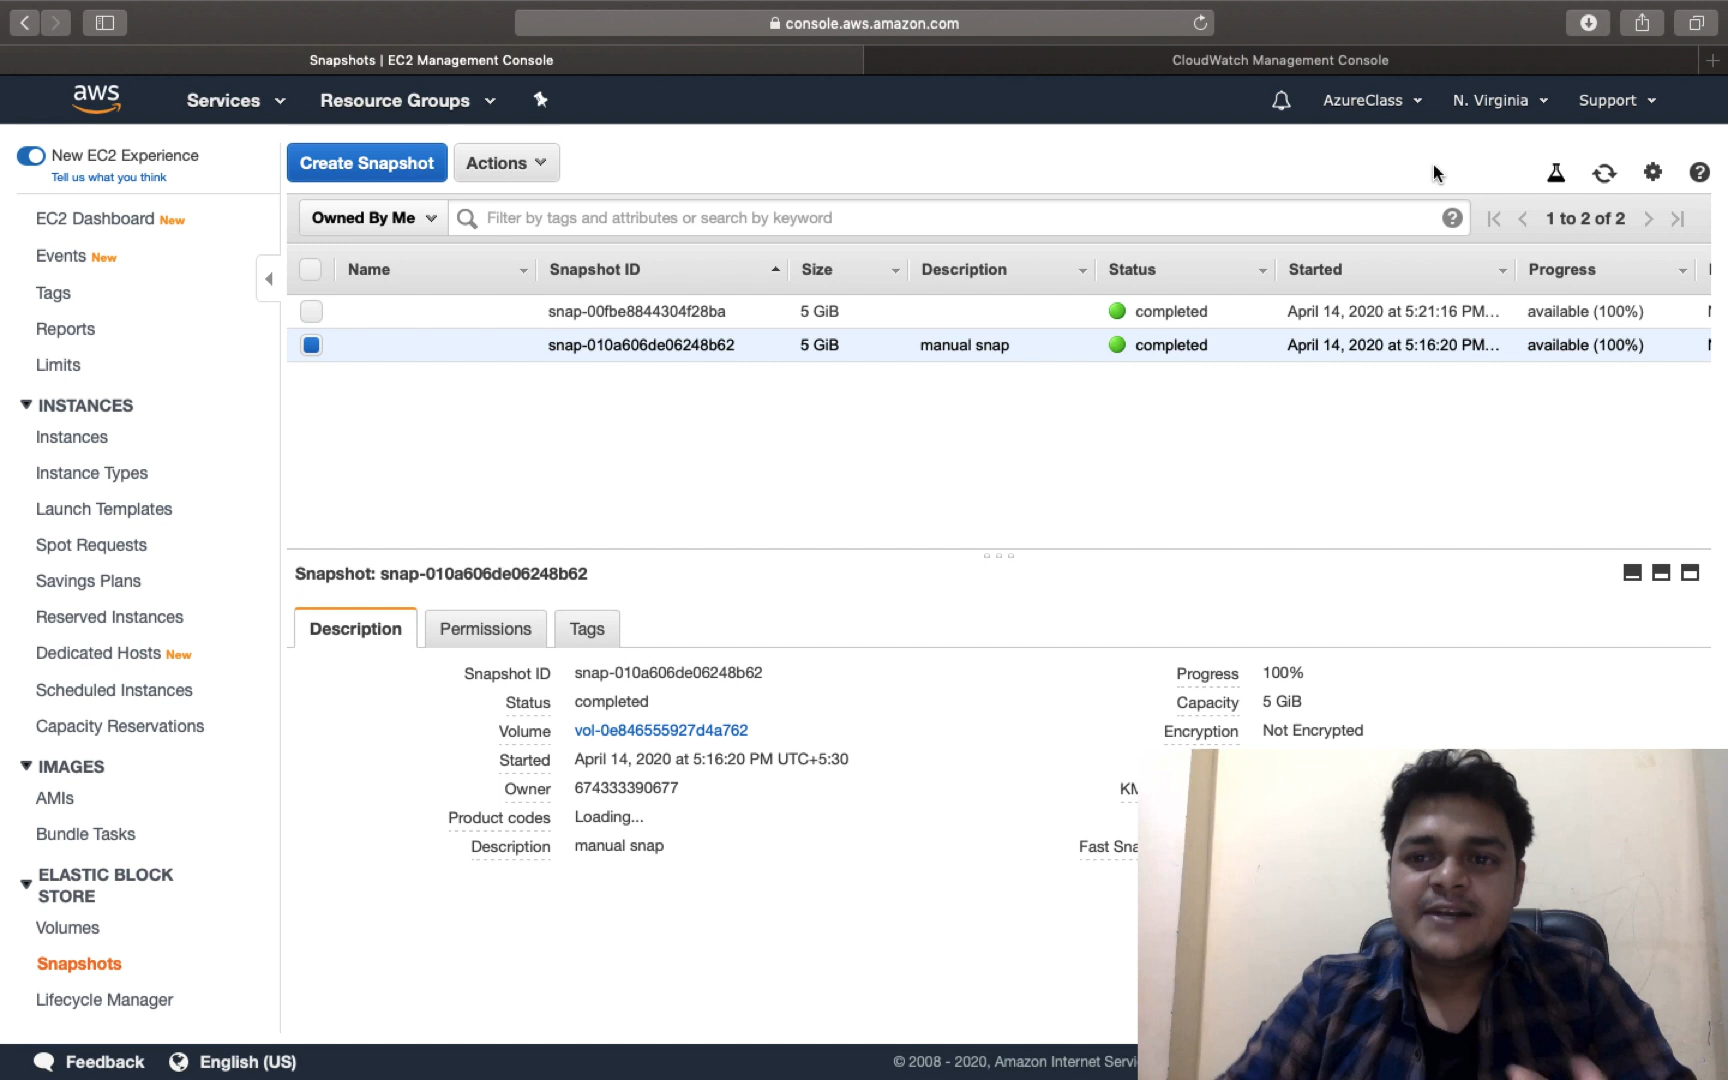 console.aws.amazon.com
Snapshots | EC2 Management Console
CloudWatch Management Console
aws
Services
Resource Groups
AzureClass
N. Virginia
Support
New EC2 Experience
Tell us what you think
EC2 Dashboard New
Events New
Tags
Reports
Limits
INSTANCES
Instances
Instance Types
Launch Templates
Spot Requests
Savings Plans
Reserved Instances
Dedicated Hosts New
Scheduled Instances
Capacity Reservations
IMAGES
AMIs
Bundle Tasks
ELASTIC BLOCK
STORE
Volumes
Snapshots
Lifecycle Manager
Create Snapshot
Actions
Owned By Me
Filter by tags and attributes or search by keyword
1 to 2 of 2
Name Snapshot ID Size Description Status Started Progress
snap-00fbe8844304f28ba 5 GiB completed April 14, 2020 at 5:21:16 PM... available (100%)
snap-010a606de06248b62 5 GiB manual snap completed April 14, 2020 at 5:16:20 PM... available (100%)
Snapshot: snap-010a606de06248b62
Description
Permissions
Tags
Snapshot ID snap-010a606de06248b62
Status completed
Volume vol-0e846555927d4a762
Started April 14, 2020 at 5:16:20 PM UTC+5:30
Owner 674333390677
Product codes Loading...
Description manual snap
Progress 100%
Capacity 5 GiB
Encryption Not Encrypted
KM
Fast Sna
Feedback
English (US)
© 2008 - 2020, Amazon Internet Servi